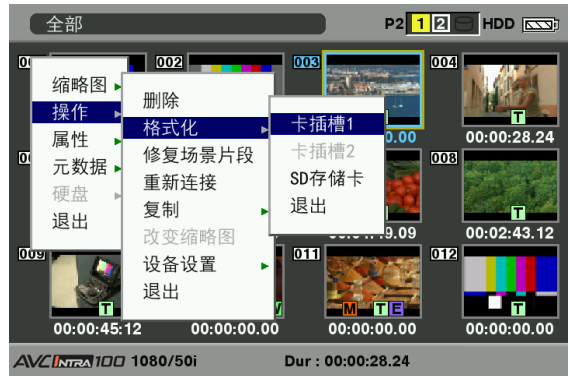 全部
P2 1 2 HDD
002
003
004
缩略图
操作
属性
元数据
硬盘
退出
删除
格式化
修复场景片段
重新连接
复制
改变缩略图
设备设置
退出
卡插槽1
卡插槽2
SD存储卡
退出
T
0.00
00:00:28.24
008
T
9.09
00:02:43.12
009
011
012
T
M T E
T
00:00:45:12
00:00:00.00
00:00:00.00
00:00:00.00
AVC INTRA 100 1080/50i
Dur : 00:00:28.24